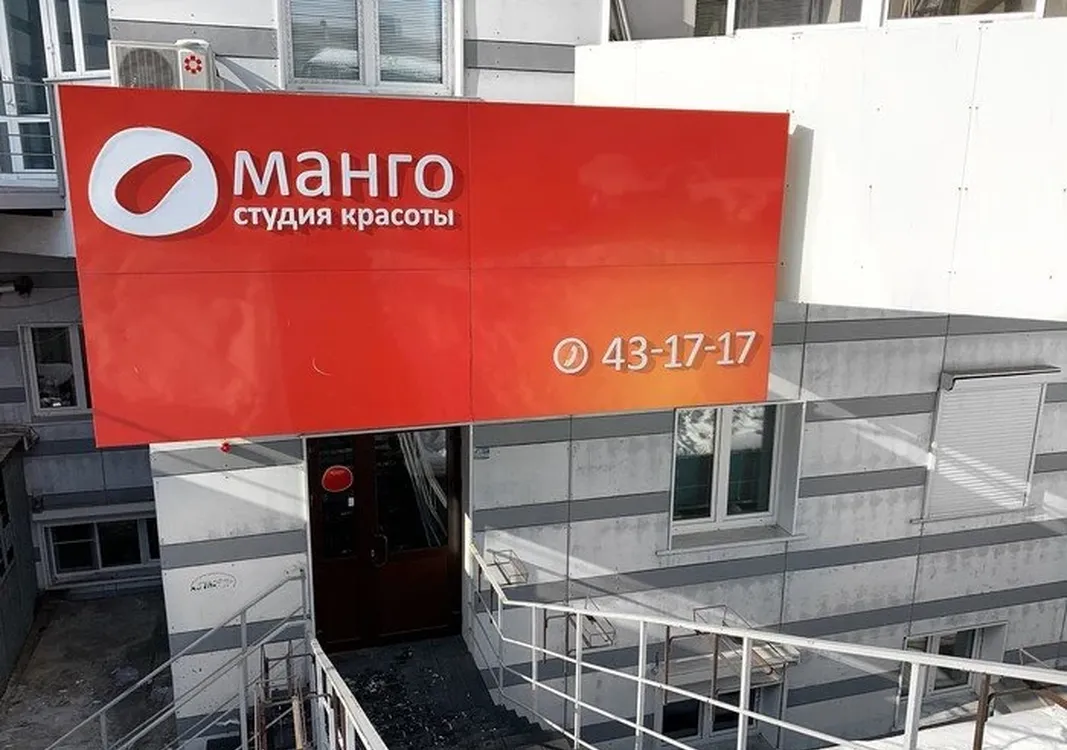 манго
студия красоты
43-17-17